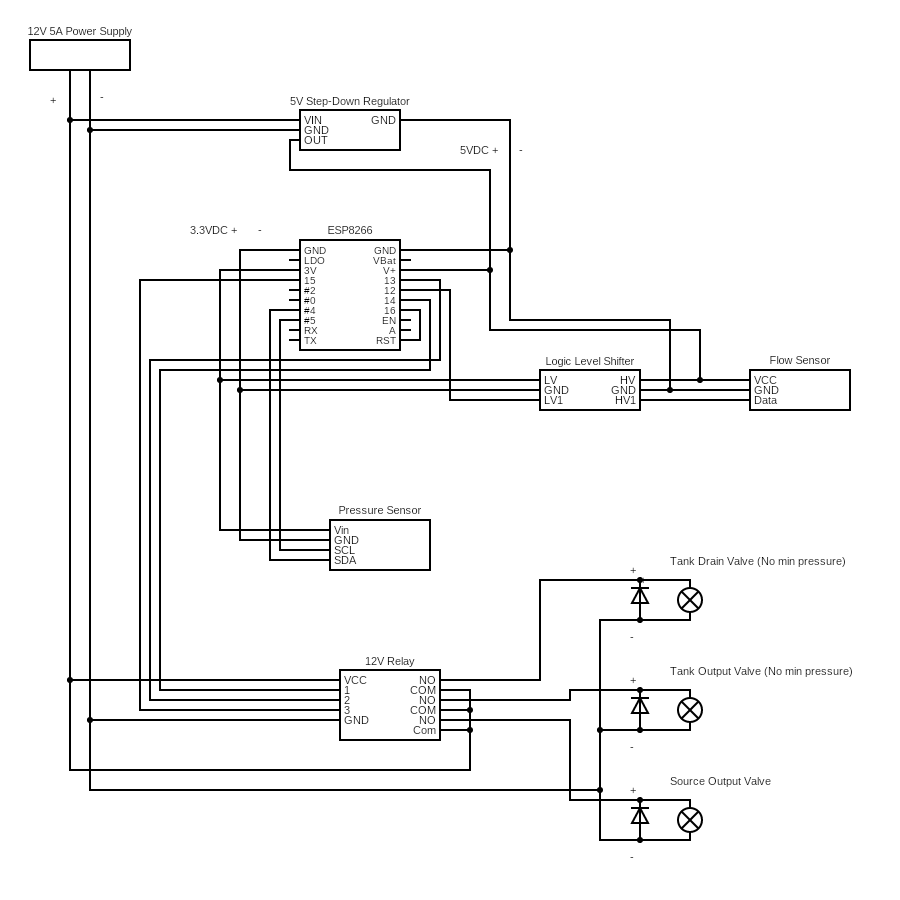 12V 5A Power Supply
+ -
5V Step-Down Regulator
VIN GND
GND
OUT
5VDC + -
3.3VDC + -
ESP8266
GND GND
LDO VBat
3V V+
15 13
#2 12
#0 14
#4 16
#5 EN
RX A
TX RST
Logic Level Shifter
LV HV
GND GND
LV1 HV1
Flow Sensor
VCC
GND
Data
Pressure Sensor
Vin
GND
SCL
SDA
Tank Drain Valve (No min pressure)
+
-
12V Relay
VCC NO
1 COM
2 NO
3 COM
GND NO
Com
Tank Output Valve (No min pressure)
+
-
Source Output Valve
+
-